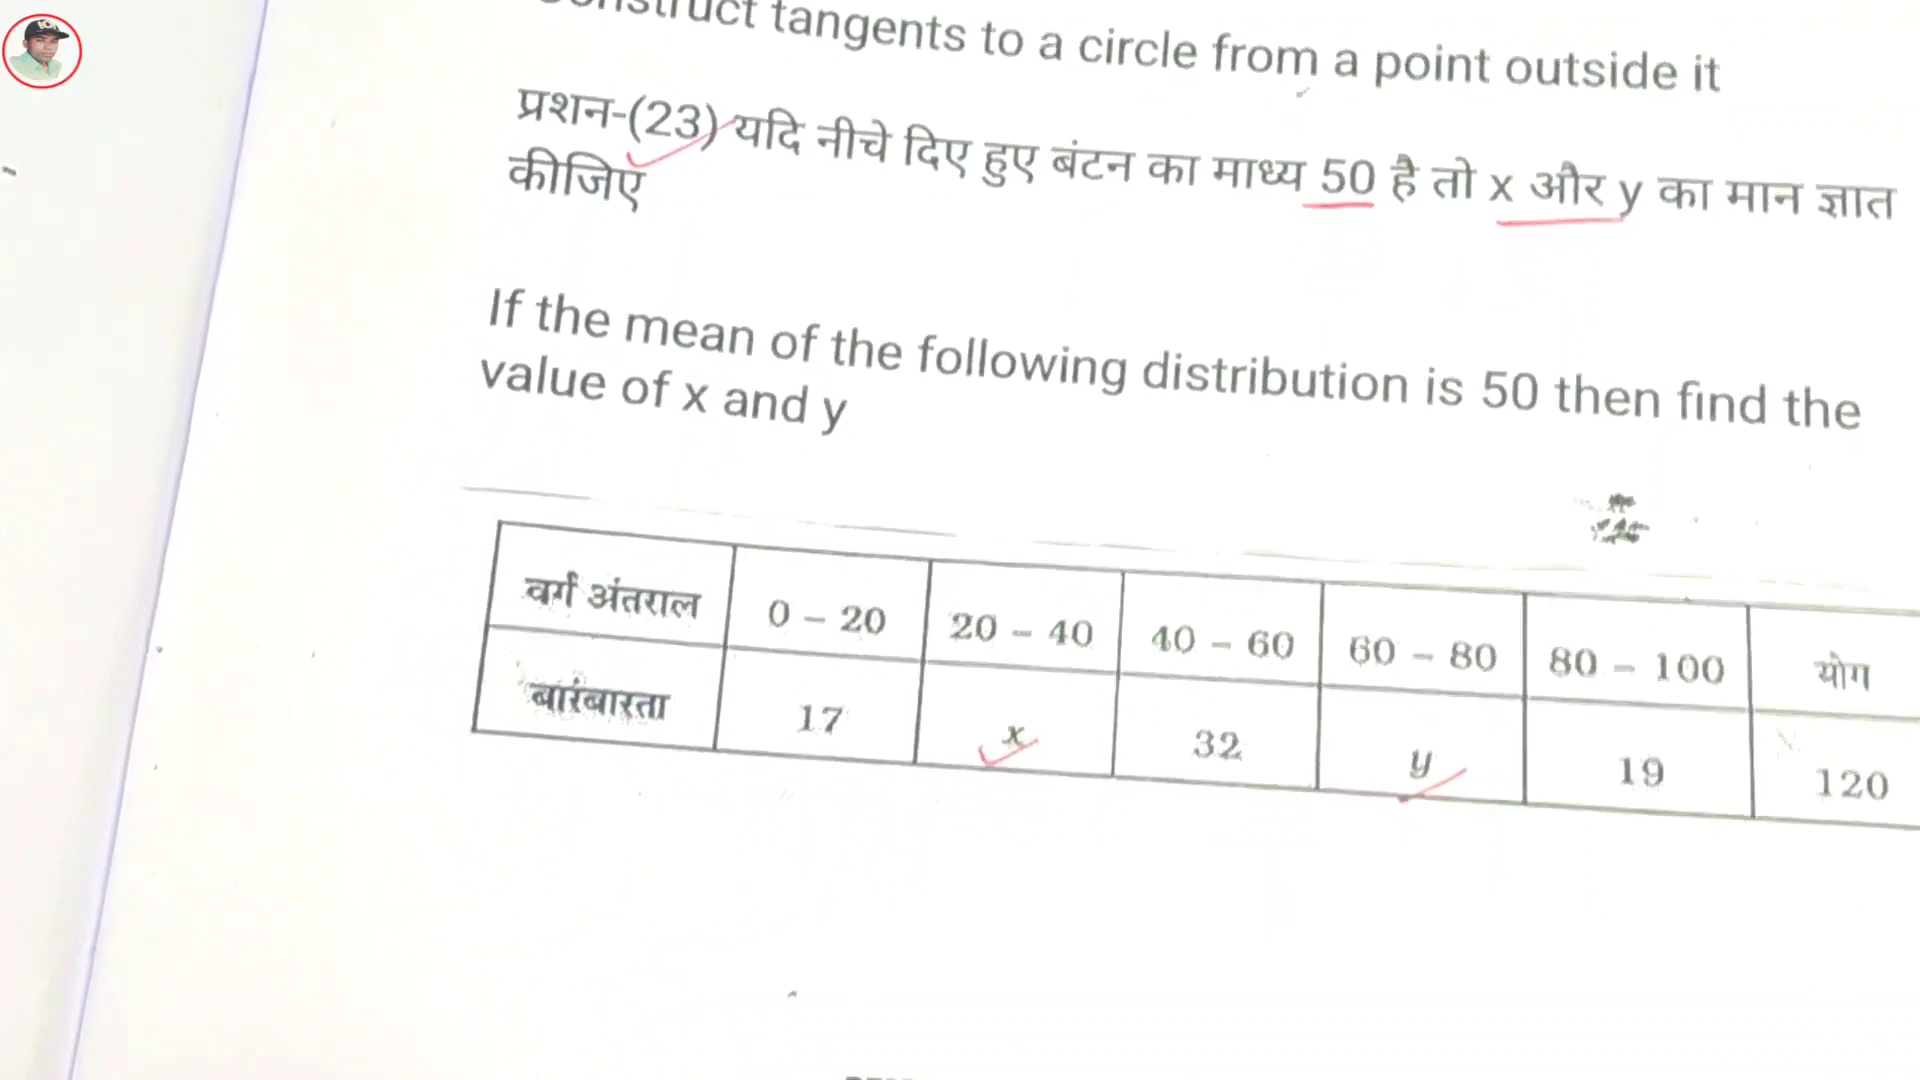 tangents to a circle from a point outside it
प्रशन-(23) यदि नीचे दिए हुए बंटन का माध्य 50 है तो x और y का मान ज्ञात
कीजिए
If the mean of the following distribution is 50 then find the
value of x and y
वर्ग अंतराल 0 – 20 20 – 40 40 – 60 60 – 80 80 – 100 योग
बारंबारता 17 x 32 y 19 120